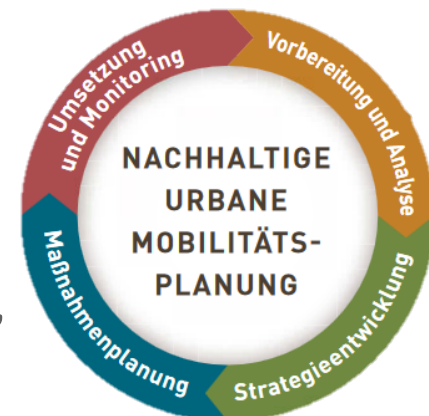 NACHHALTIGE
URBANE
MOBILITÄTS-
PLANUNG
Vorbereitung und Analyse
Strategieentwicklung
Maßnahmenplanung
Umsetzung
und Monitoring
,